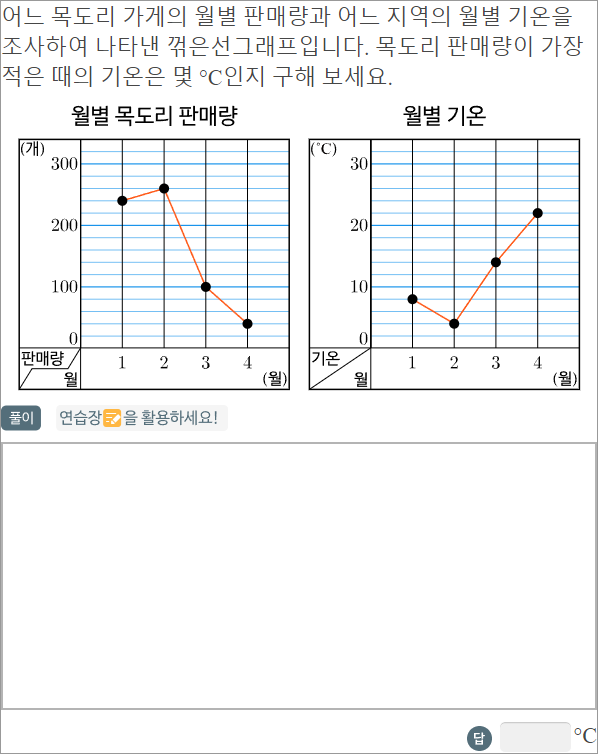 어느 목도리 가게의 월별 판매량과 어느 지역의 월별 기온을
조사하여 나타낸 꺾은선그래프입니다. 목도리 판매량이 가장
적은 때의 기온은 몇 °C인지 구해 보세요.
월별 목도리 판매량
(개)
300
200
100
0
판매량
월
1 2 3 4
(월)
월별 기온
(°C)
30
20
10
0
기온
월
1 2 3 4
(월)
풀이 연습장을 활용하세요!
답 °C